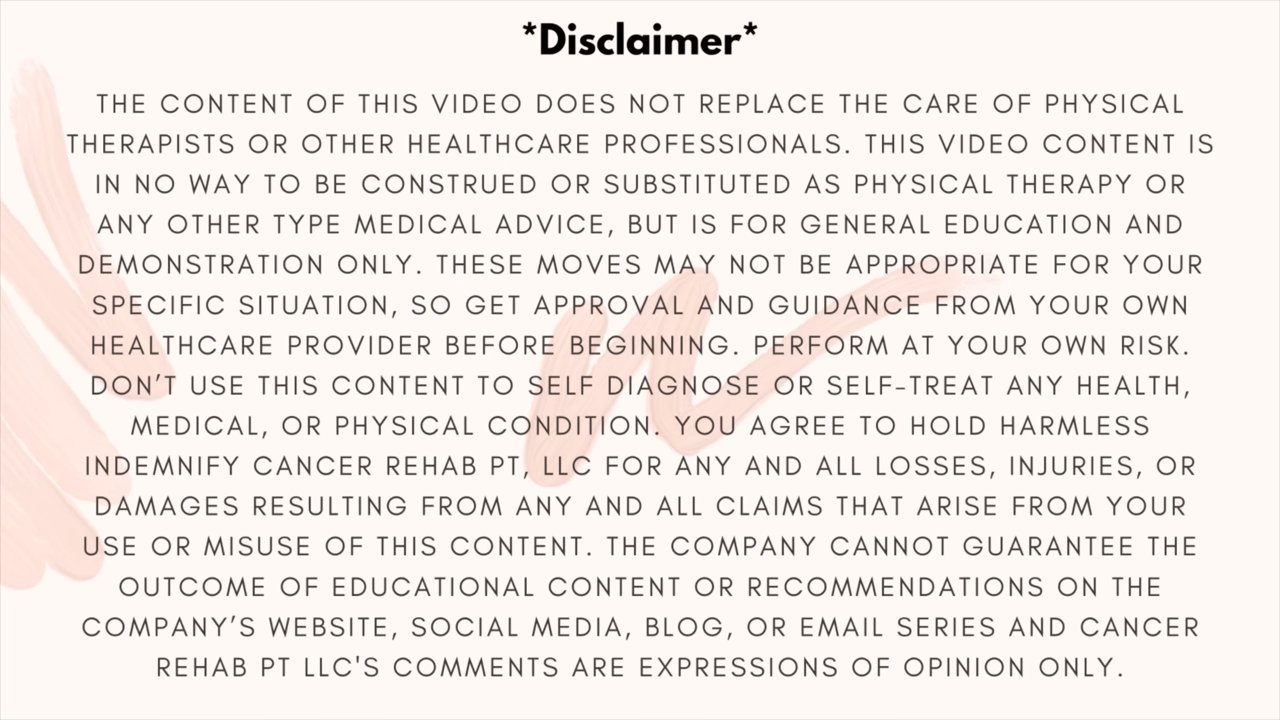 *Disclaimer*
THE CONTENT OF THIS VIDEO DOES NOT REPLACE THE CARE OF PHYSICAL
THERAPISTS OR OTHER HEALTHCARE PROFESSIONALS. THIS VIDEO CONTENT IS
IN NO WAY TO BE CONSTRUED OR SUBSTITUTED AS PHYSICAL THERAPY OR
ANY OTHER TYPE MEDICAL ADVICE, BUT IS FOR GENERAL EDUCATION AND
DEMONSTRATION ONLY. THESE MOVES MAY NOT BE APPROPRIATE FOR YOUR
SPECIFIC SITUATION, SO GET APPROVAL AND GUIDANCE FROM YOUR OWN
HEALTHCARE PROVIDER BEFORE BEGINNING. PERFORM AT YOUR OWN RISK.
DON’T USE THIS CONTENT TO SELF DIAGNOSE OR SELF-TREAT ANY HEALTH,
MEDICAL, OR PHYSICAL CONDITION. YOU AGREE TO HOLD HARMLESS
INDEMNIFY CANCER REHAB PT, LLC FOR ANY AND ALL LOSSES, INJURIES, OR
DAMAGES RESULTING FROM ANY AND ALL CLAIMS THAT ARISE FROM YOUR
USE OR MISUSE OF THIS CONTENT. THE COMPANY CANNOT GUARANTEE THE
OUTCOME OF EDUCATIONAL CONTENT OR RECOMMENDATIONS ON THE
COMPANY’S WEBSITE, SOCIAL MEDIA, BLOG, OR EMAIL SERIES AND CANCER
REHAB PT LLC'S COMMENTS ARE EXPRESSIONS OF OPINION ONLY.